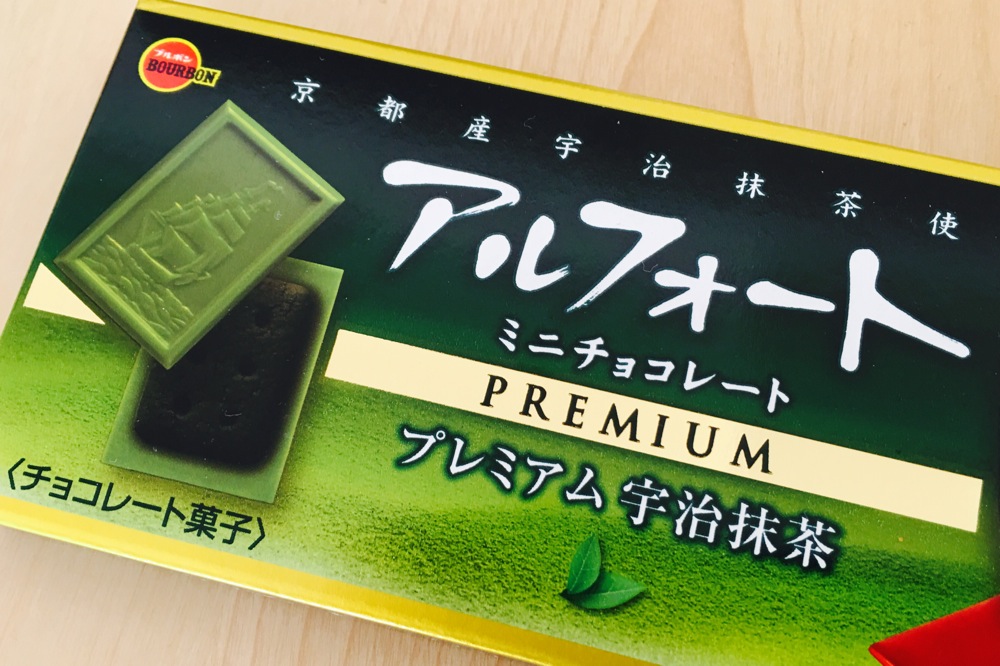 ブルボン
BOURBON
京都産宇治抹茶使
アルフォート
ミニチョコレート
PREMIUM
プレミアム宇治抹茶
〈チョコレート菓子〉